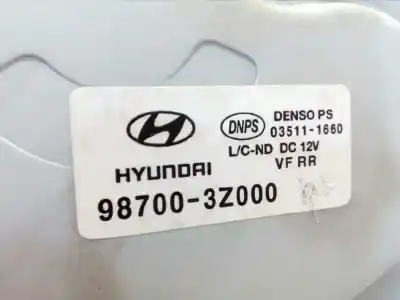 HYUNDAI
98700-3Z000
DNPS
DENSO PS
03511-1660
L/C-ND DC 12V
VF RR